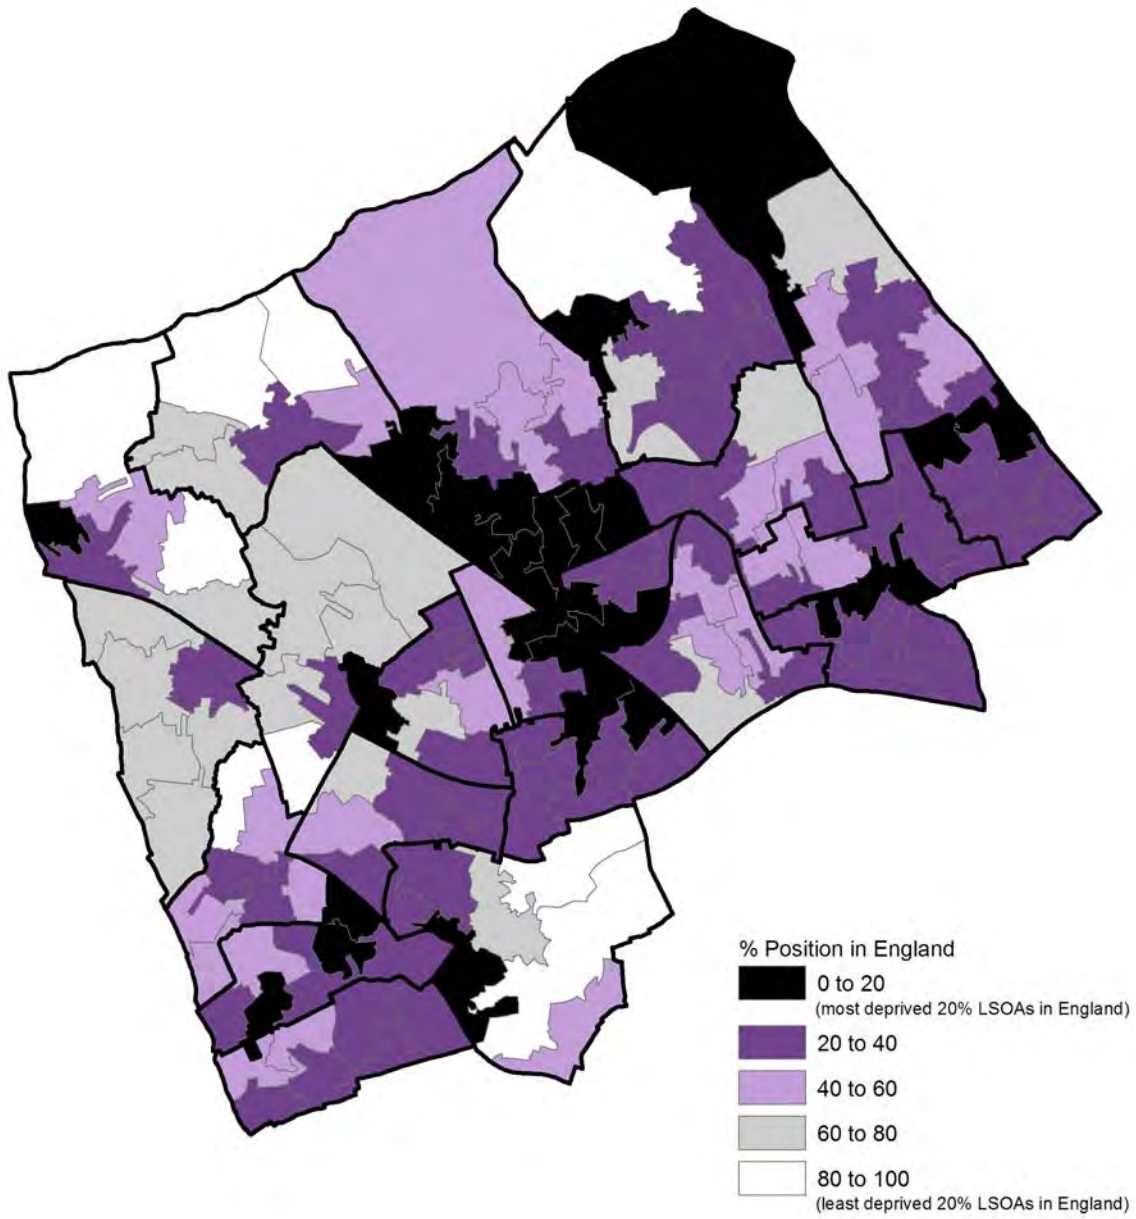 % Position in England
0 to 20
(most deprived 20% LSOAs in England)
20 to 40
40 to 60
60 to 80
80 to 100
(least deprived 20% LSOAs in England)